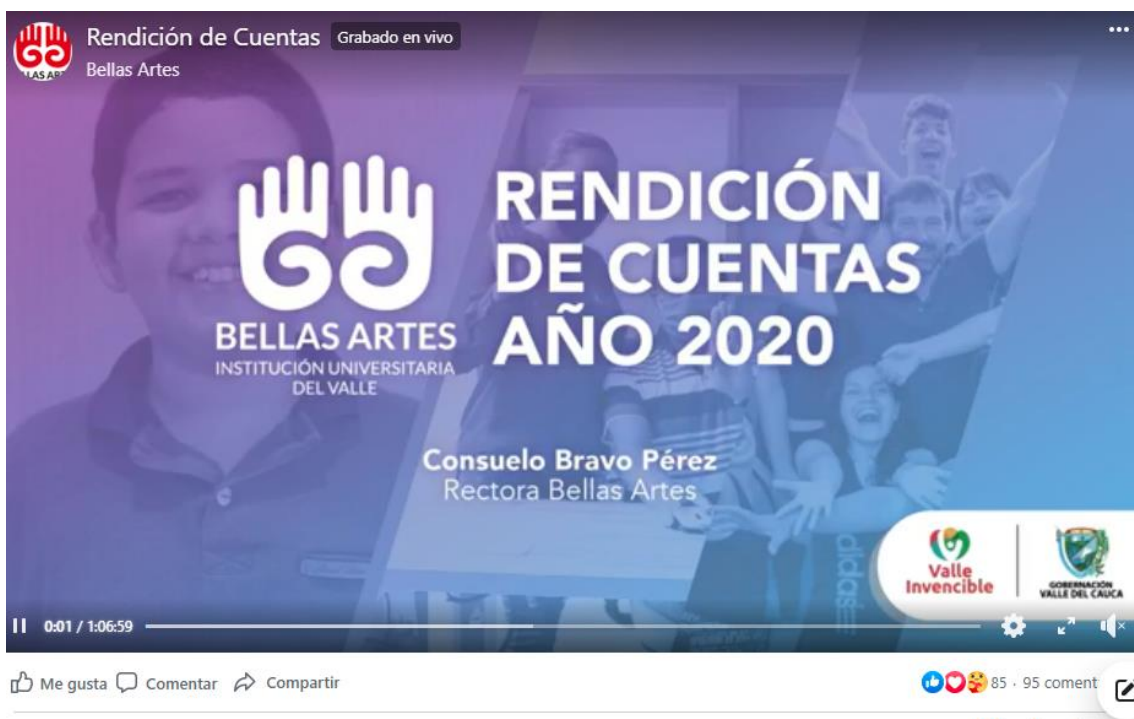 Rendición de Cuentas Grabado en vivo
Bellas Artes
RENDICIÓN
DE CUENTAS
AÑO 2020
BELLAS ARTES
INSTITUCIÓN UNIVERSITARIA
DEL VALLE
Consuelo Bravo Pérez
Rectora Bellas Artes
Valle
Invencible
GOBERNACIÓN
VALLE DEL CAUCA
adidas
0:01 / 1:06:59
Me gusta Comentar Compartir 85 · 95 coment